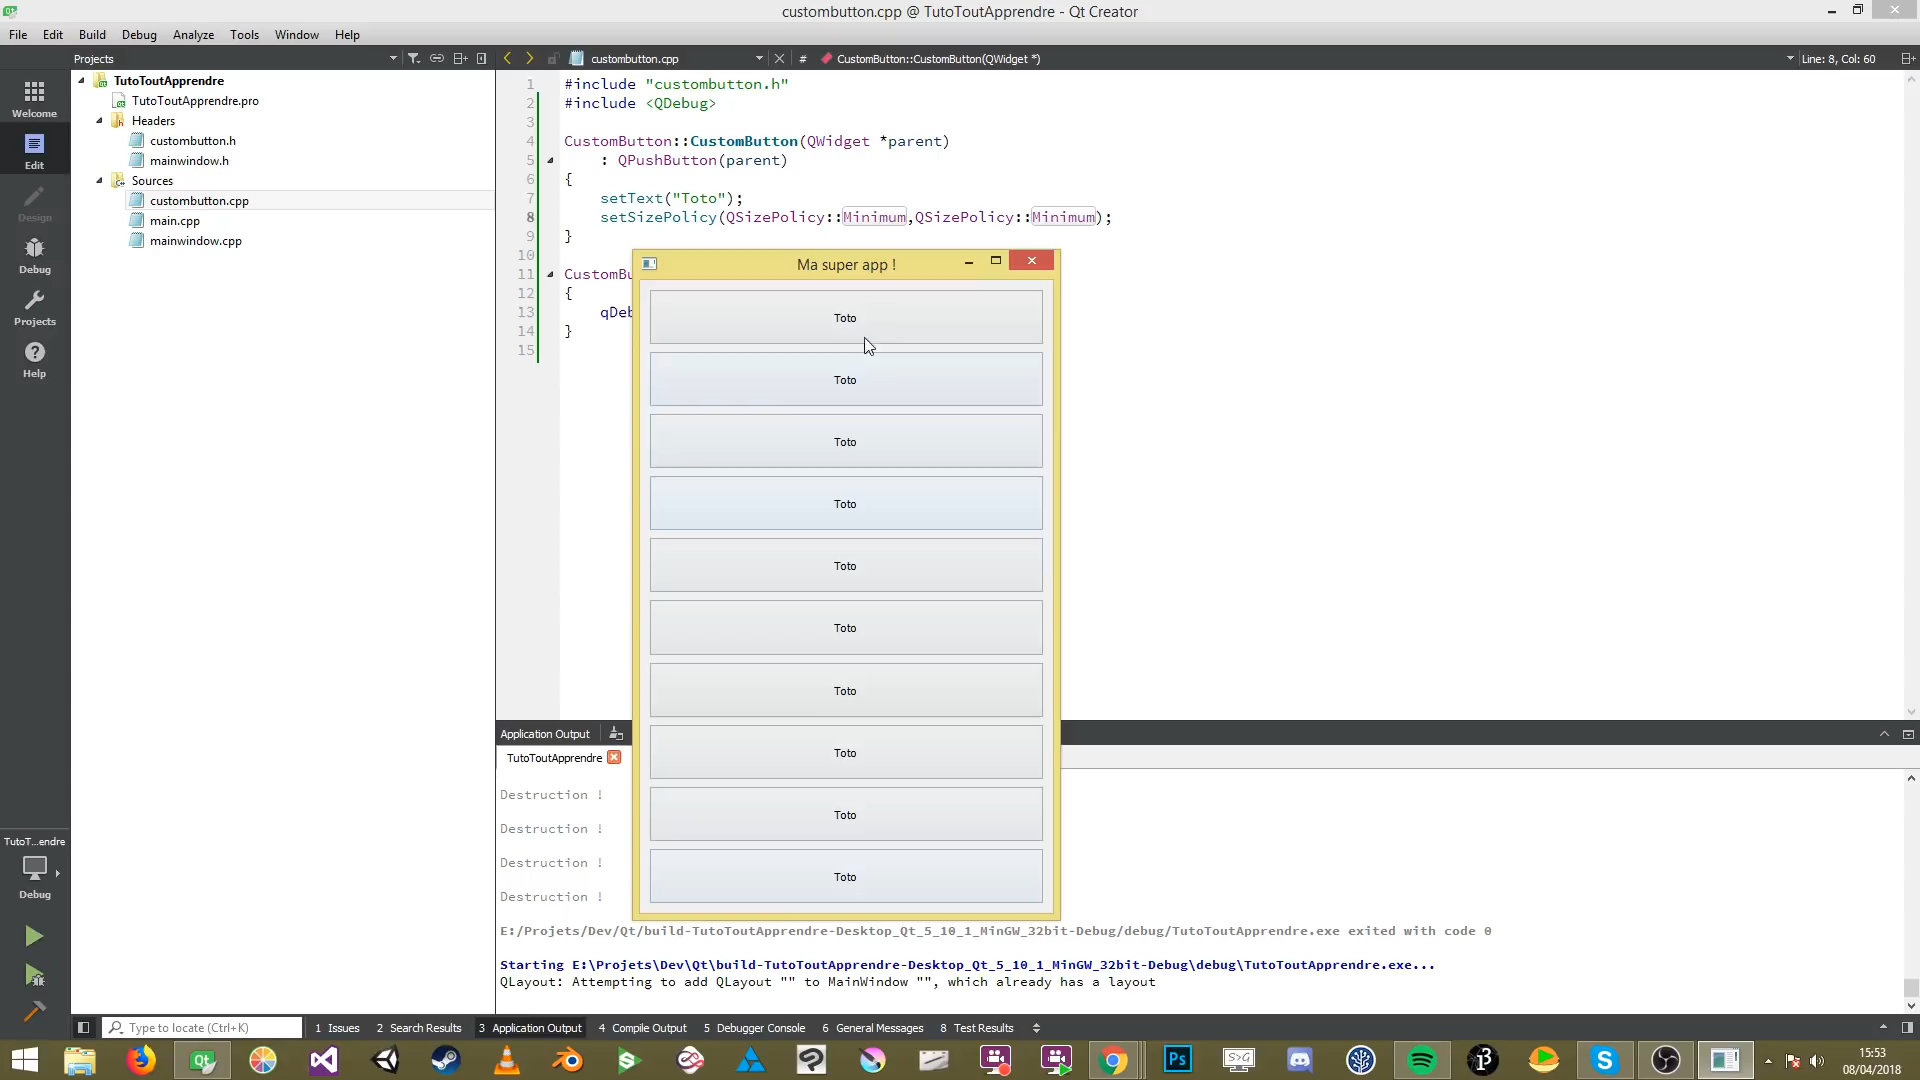 custombutton.cpp @ TutoToutApprendre - Qt Creator
File Edit Build Debug Analyze Tools Window Help
Projects
custombutton.cpp
# CustomButton::CustomButton(QWidget *)
Line: 8, Col: 60
Welcome
Edit
Design
Debug
Projects
Help
TutoToutApprendre
TutoToutApprendre.pro
Headers
custombutton.h
mainwindow.h
Sources
custombutton.cpp
main.cpp
mainwindow.cpp
1 #include "custombutton.h"
2 #include <QDebug>
3
4 CustomButton::CustomButton(QWidget *parent)
5 : QPushButton(parent)
6 {
7 setText("Toto");
8 setSizePolicy(QSizePolicy::Minimum,QSizePolicy::Minimum);
9 }
10
11 CustomBu
12 {
13 qDeb
14 }
15
Ma super app !
Toto
Toto
Toto
Toto
Toto
Toto
Toto
Toto
Toto
Toto
Application Output
TutoToutApprendre
Destruction !
Destruction !
Destruction !
Destruction !
E:/Projets/Dev/Qt/build-TutoToutApprendre-Desktop_Qt_5_10_1_MinGW_32bit-Debug/debug/TutoToutApprendre.exe exited with code 0
Starting E:\Projets\Dev\Qt\build-TutoToutApprendre-Desktop_Qt_5_10_1_MinGW_32bit-Debug\debug\TutoToutApprendre.exe...
QLayout: Attempting to add QLayout "" to MainWindow "", which already has a layout
TutoT...endre
Debug
Type to locate (Ctrl+K)
1 Issues 2 Search Results 3 Application Output 4 Compile Output 5 Debugger Console 6 General Messages 8 Test Results
Qt
Ps
S>G
15:53
08/04/2018